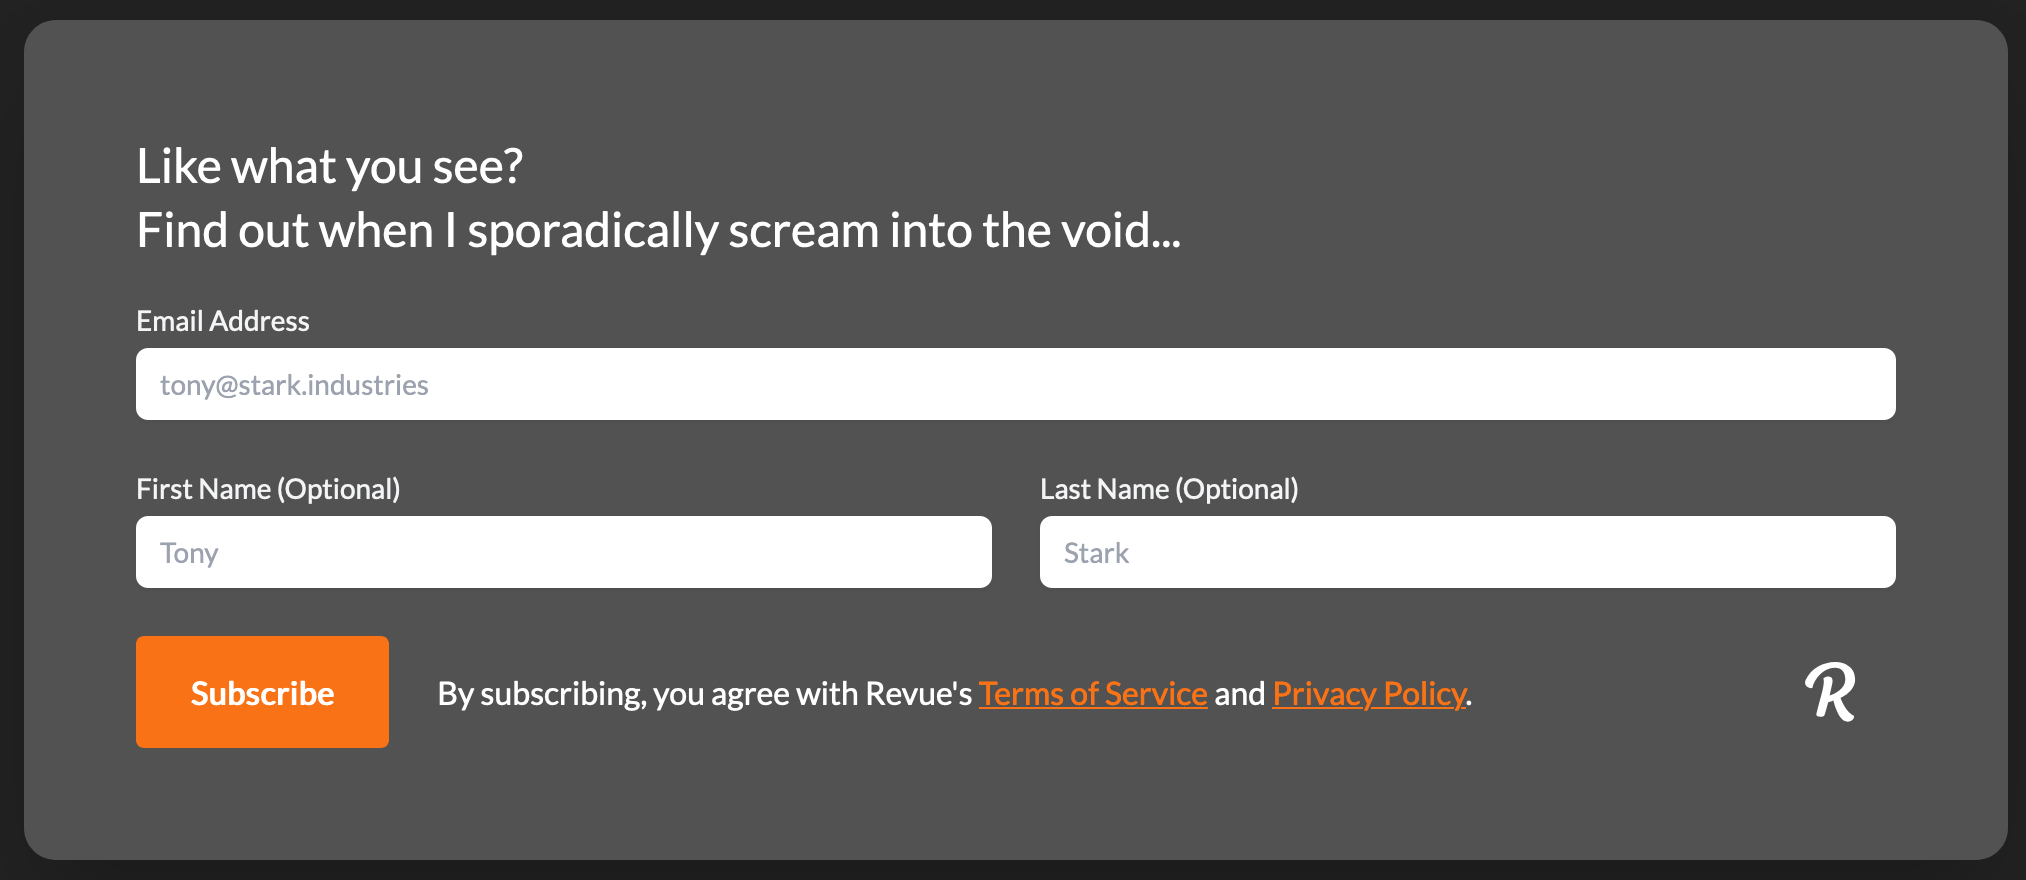 Like what you see?
Find out when I sporadically scream into the void...
Email Address
tony@stark.industries
First Name (Optional)
Last Name (Optional)
Tony
Stark
Subscribe
By subscribing, you agree with Revue's Terms of Service and Privacy Policy.
R